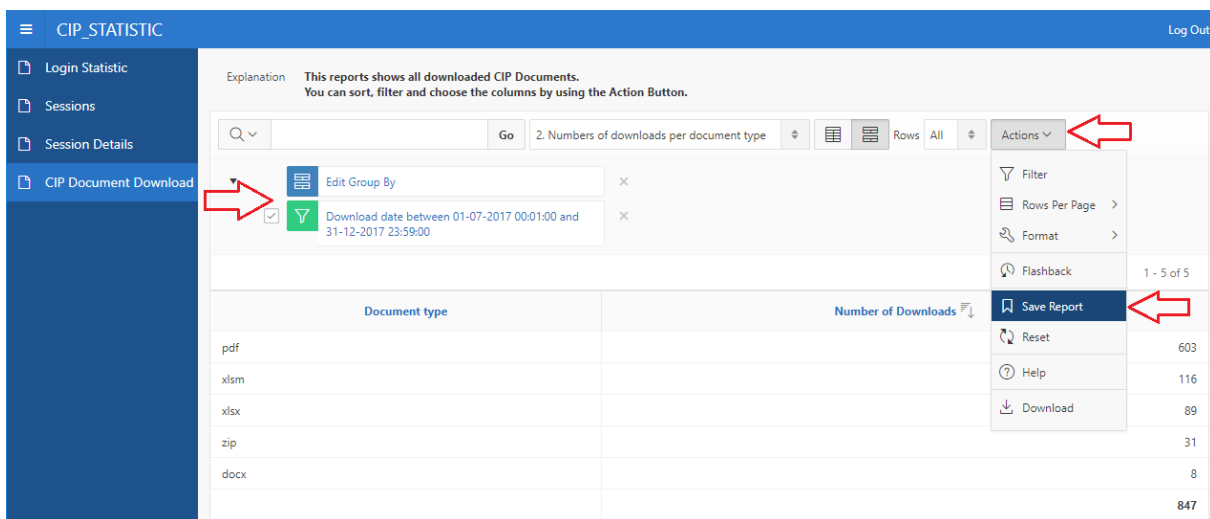 CIP_STATISTIC
Log Out
Login Statistic
Sessions
Session Details
CIP Document Download
Explanation This reports shows all downloaded CIP Documents.
You can sort, filter and choose the columns by using the Action Button.
Go 2. Numbers of downloads per document type Rows All Actions
Edit Group By
Download date between 01-07-2017 00:01:00 and
31-12-2017 23:59:00
Filter
Rows Per Page
Format
Flashback
Save Report
Reset
Help
Download
1 - 5 of 5
Document type Number of Downloads
pdf 603
xlsm 116
xlsx 89
zip 31
docx 8
847